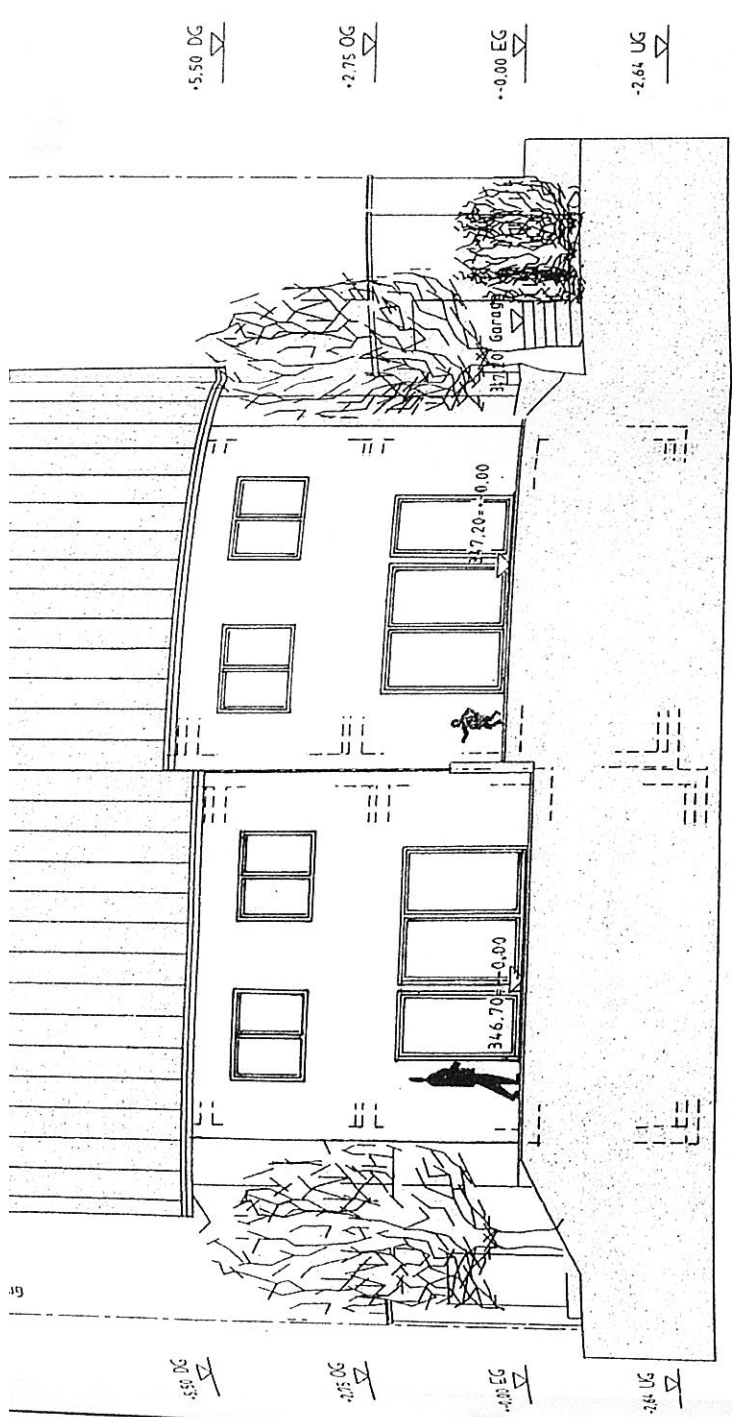 +5.50 DG
+5.50 DG
+2.75 OG
+2.75 OG
Garage
346.70=+-0.00
347.20=+-0.00
+-0.00 EG
+-0.00 EG
-2.64 UG
-2.64 UG